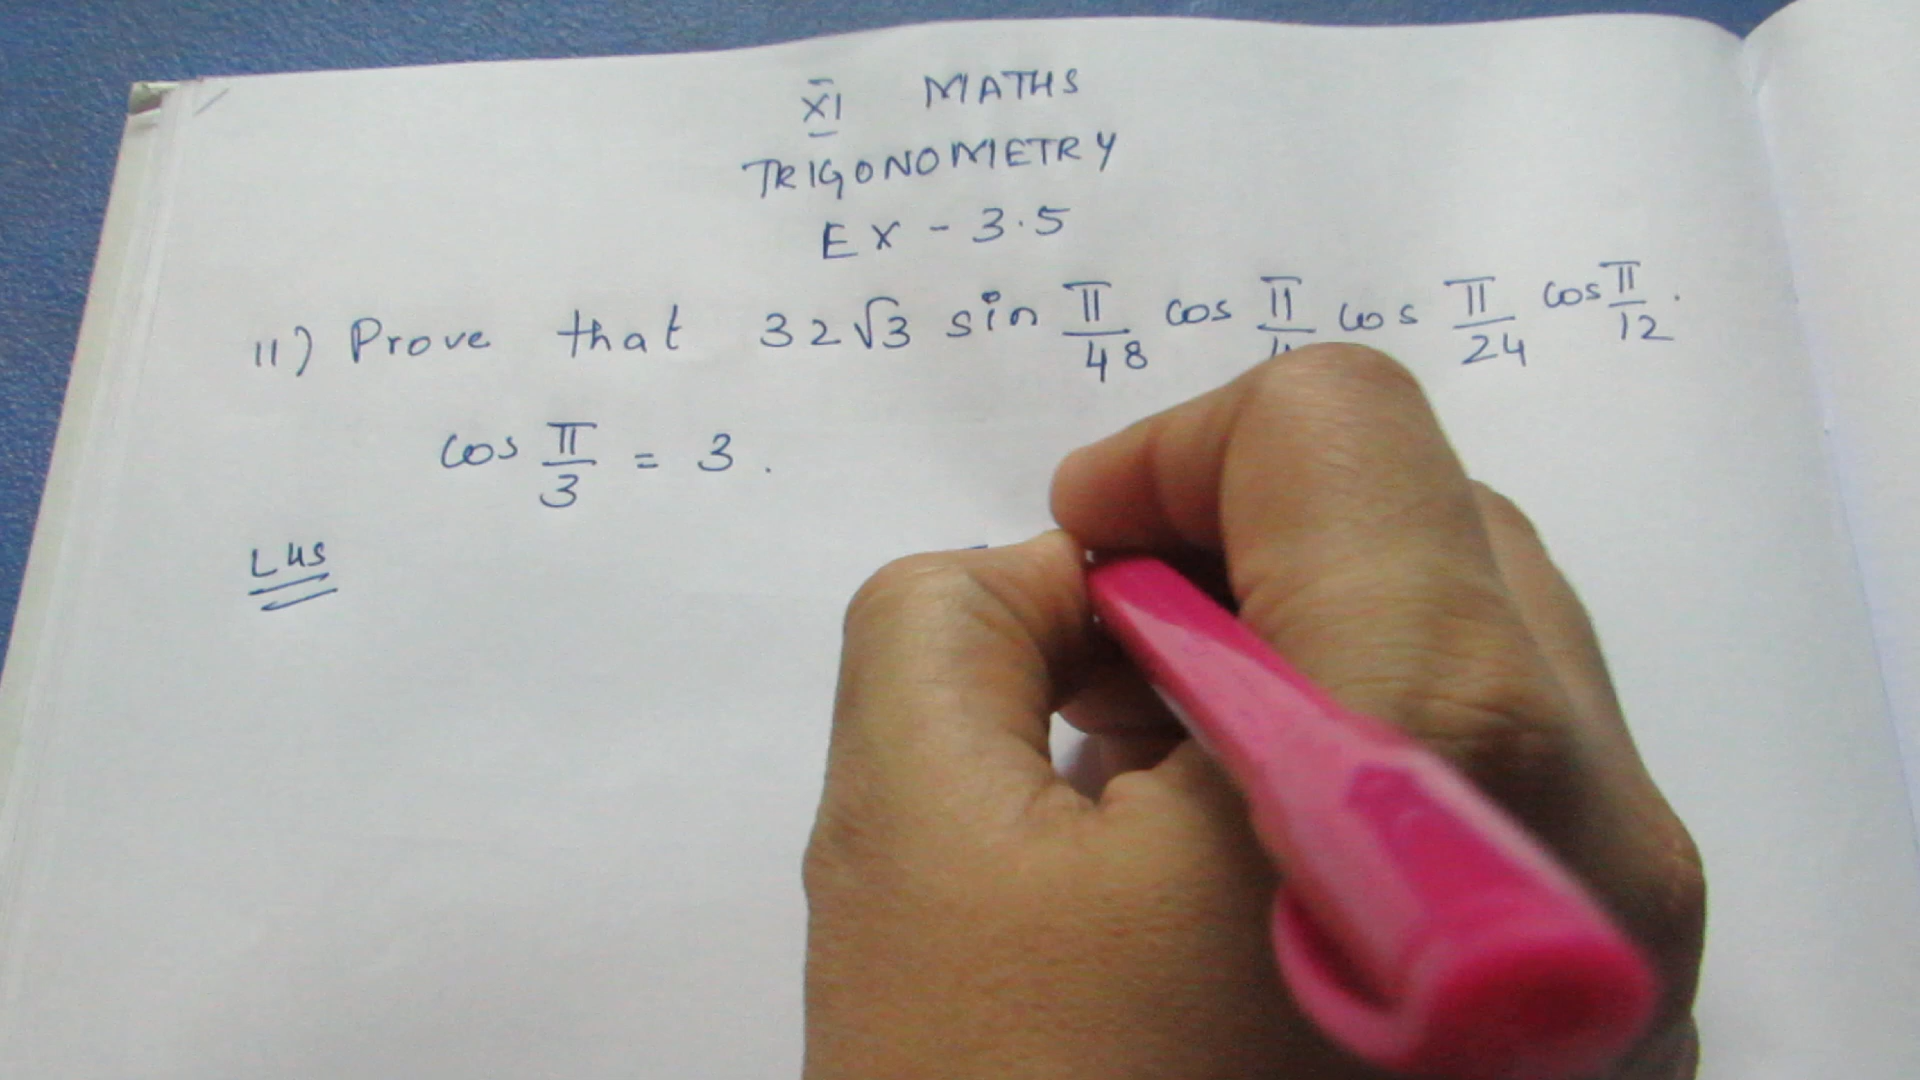 XI MATHS
TRIGONOMETRY
EX - 3.5
11) Prove that 32√3 sin π/48 cos π/ cos π/24 cos π/12 .
cos π/3 = 3 .
LHS